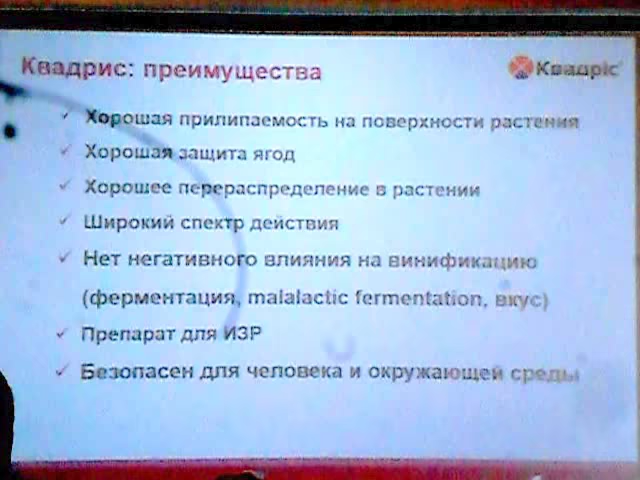 Квадрис: преимущества
Квадріс
Хорошая прилипаемость на поверхности растения
Хорошая защита ягод
Хорошее перераспределение в растении
Широкий спектр действия
Нет негативного влияния на винификацию
(ферментация, malalactic fermentation, вкус)
Препарат для ИЗР
Безопасен для человека и окружающей среды